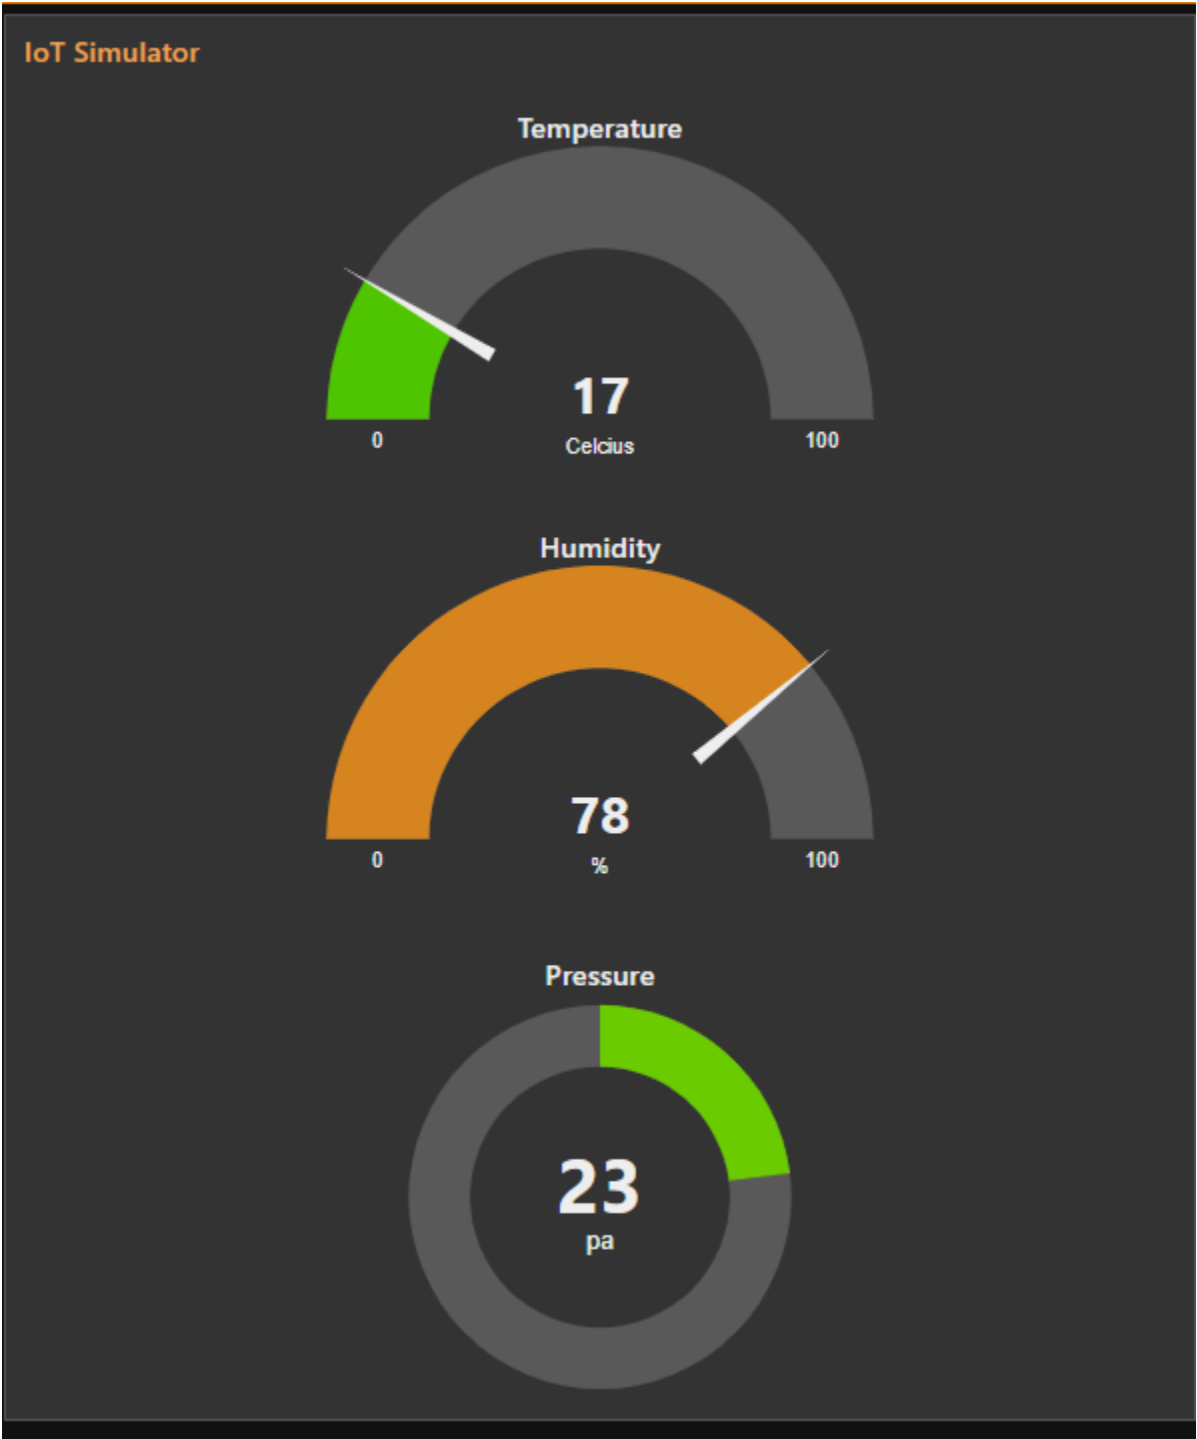 IoT Simulator
Temperature
17
Celcius
0
100
Humidity
78
%
0
100
Pressure
23
pa